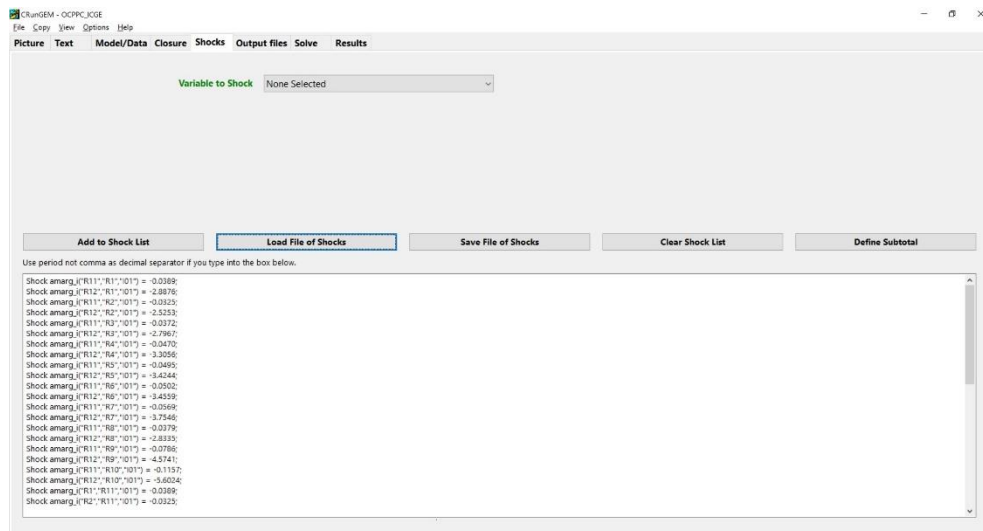 CRunGEM - OCPPC_ICGE
File Copy View Options Help
Picture Text Model/Data Closure Shocks Output files Solve Results
Variable to Shock None Selected
Add to Shock List Load File of Shocks Save File of Shocks Clear Shock List Define Subtotal
Use period not comma as decimal separator if you type into the box below.
Shock amarg_i("R11","R1","I01") = -0.0389;
Shock amarg_i("R12","R1","I01") = -2.8876;
Shock amarg_i("R11","R2","I01") = -0.0325;
Shock amarg_i("R12","R2","I01") = -2.5253;
Shock amarg_i("R11","R3","I01") = -0.0372;
Shock amarg_i("R12","R3","I01") = -2.7967;
Shock amarg_i("R11","R4","I01") = -0.0470;
Shock amarg_i("R12","R4","I01") = -3.3056;
Shock amarg_i("R11","R5","I01") = -0.0495;
Shock amarg_i("R12","R5","I01") = -3.4244;
Shock amarg_i("R11","R6","I01") = -0.0502;
Shock amarg_i("R12","R6","I01") = -3.4559;
Shock amarg_i("R11","R7","I01") = -0.0569;
Shock amarg_i("R12","R7","I01") = -3.7546;
Shock amarg_i("R11","R8","I01") = -0.0379;
Shock amarg_i("R12","R8","I01") = -2.8335;
Shock amarg_i("R11","R9","I01") = -0.0786;
Shock amarg_i("R12","R9","I01") = -4.5741;
Shock amarg_i("R11","R10","I01") = -0.1157;
Shock amarg_i("R12","R10","I01") = -5.6024;
Shock amarg_i("R1","R11","I01") = -0.0389;
Shock amarg_i("R2","R11","I01") = -0.0325;